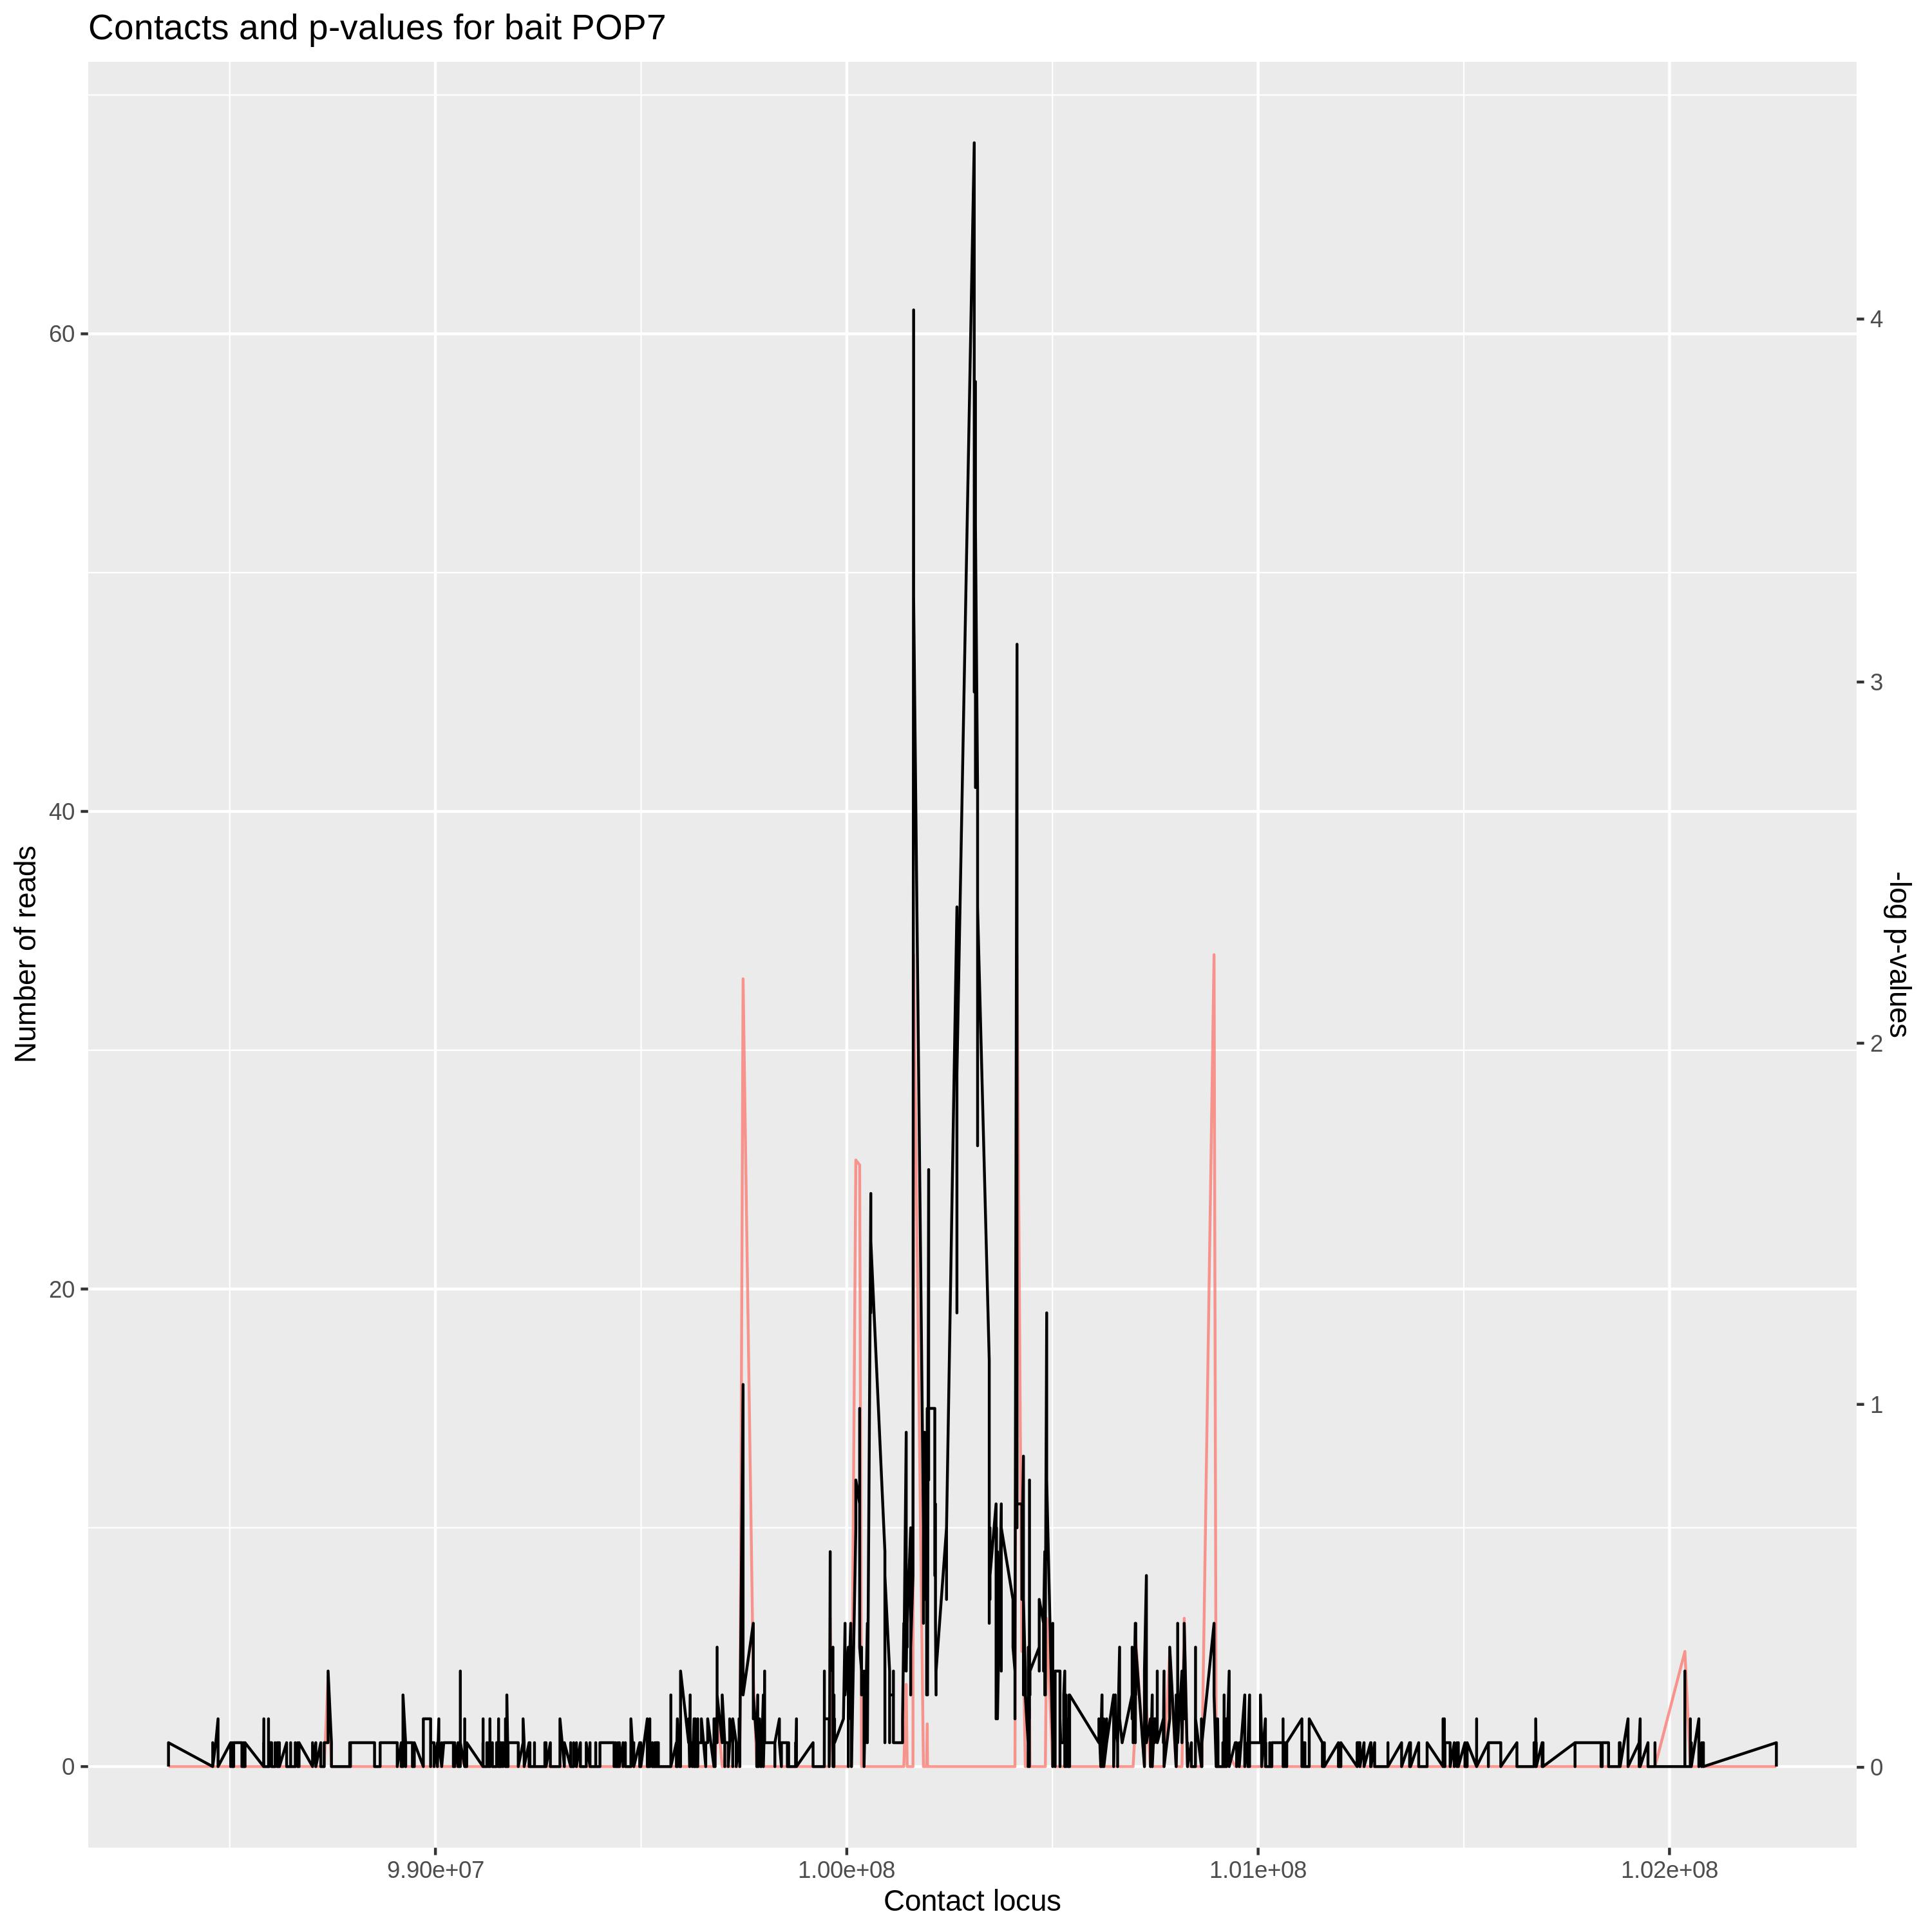 Contacts and p-values for bait POP7
Number of reads
60
40
20
0
4
3
2
1
0
-log p-values
9.90e+07
1.00e+08
1.01e+08
1.02e+08
Contact locus